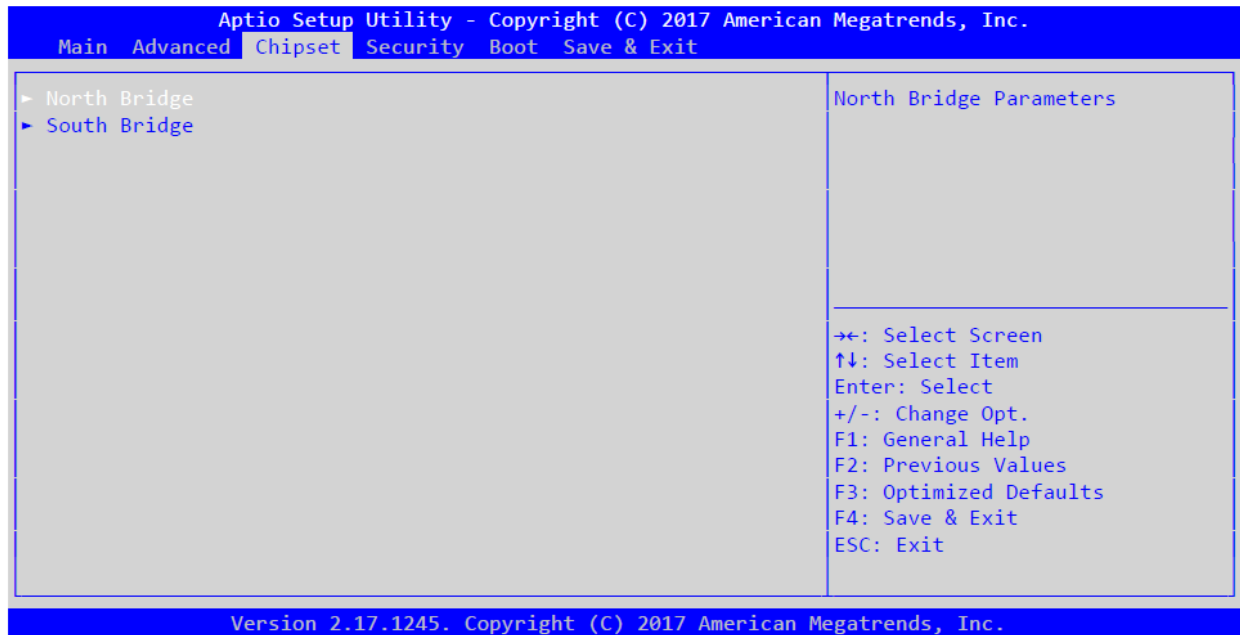 Aptio Setup Utility - Copyright (C) 2017 American Megatrends, Inc.
Main Advanced Chipset Security Boot Save & Exit
► North Bridge
► South Bridge
North Bridge Parameters
→←: Select Screen
↑↓: Select Item
Enter: Select
+/-: Change Opt.
F1: General Help
F2: Previous Values
F3: Optimized Defaults
F4: Save & Exit
ESC: Exit
Version 2.17.1245. Copyright (C) 2017 American Megatrends, Inc.